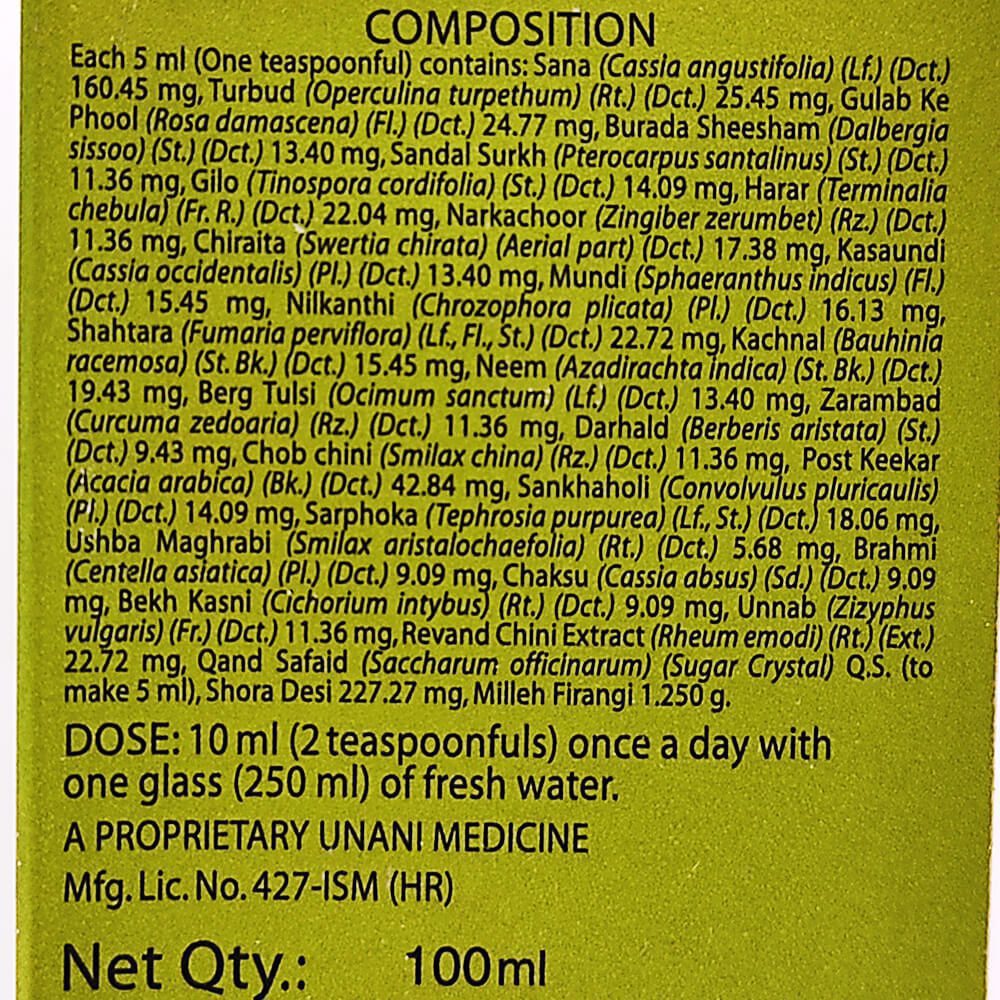 COMPOSITION
Each 5 ml (One teaspoonful) contains: Sana (Cassia angustifolia) (Lf.) (Dct.)
160.45 mg, Turbud (Operculina turpethum) (Rt.) (Dct.) 25.45 mg, Gulab Ke
Phool (Rosa damascena) (Fl.) (Dct.) 24.77 mg, Burada Sheesham (Dalbergia
sissoo) (St.) (Dct.) 13.40 mg, Sandal Surkh (Pterocarpus santalinus) (St.) (Dct.)
11.36 mg, Gilo (Tinospora cordifolia) (St.) (Dct.) 14.09 mg, Harar (Terminalia
chebula) (Fr. R.) (Dct.) 22.04 mg, Narkachoor (Zingiber zerumbet) (Rz.) (Dct.)
11.36 mg, Chiraita (Swertia chirata) (Aerial part) (Dct.) 17.38 mg, Kasaundi
(Cassia occidentalis) (Pl.) (Dct.) 13.40 mg, Mundi (Sphaeranthus indicus) (Fl.)
(Dct.) 15.45 mg, Nilkanthi (Chrozophora plicata) (Pl.) (Dct.) 16.13 mg,
Shahtara (Fumaria perviflora) (Lf., Fl., St.) (Dct.) 22.72 mg, Kachnal (Bauhinia
racemosa) (St. Bk.) (Dct.) 15.45 mg, Neem (Azadirachta indica) (St. Bk.) (Dct.)
19.43 mg, Berg Tulsi (Ocimum sanctum) (Lf.) (Dct.) 13.40 mg, Zarambad
(Curcuma zedoaria) (Rz.) (Dct.) 11.36 mg, Darhald (Berberis aristata) (St.)
(Dct.) 9.43 mg, Chob chini (Smilax china) (Rz.) (Dct.) 11.36 mg, Post Keekar
(Acacia arabica) (Bk.) (Dct.) 42.84 mg, Sankhaholi (Convolvulus pluricaulis)
(Pl.) (Dct.) 14.09 mg, Sarphoka (Tephrosia purpurea) (Lf., St.) (Dct.) 18.06 mg,
Ushba Maghrabi (Smilax aristalochaefolia) (Rt.) (Dct.) 5.68 mg, Brahmi
(Centella asiatica) (Pl.) (Dct.) 9.09 mg, Chaksu (Cassia absus) (Sd.) (Dct.) 9.09
mg, Bekh Kasni (Cichorium intybus) (Rt.) (Dct.) 9.09 mg, Unnab (Zizyphus
vulgaris) (Fr.) (Dct.) 11.36 mg, Revand Chini Extract (Rheum emodi) (Rt.) (Ext.)
22.72 mg, Qand Safaid (Saccharum officinarum) (Sugar Crystal) Q.S. (to
make 5 ml), Shora Desi 227.27 mg, Milleh Firangi 1.250 g.
DOSE: 10 ml (2 teaspoonfuls) once a day with
one glass (250 ml) of fresh water.
A PROPRIETARY UNANI MEDICINE
Mfg. Lic. No. 427-ISM (HR)
Net Qty.: 100ml